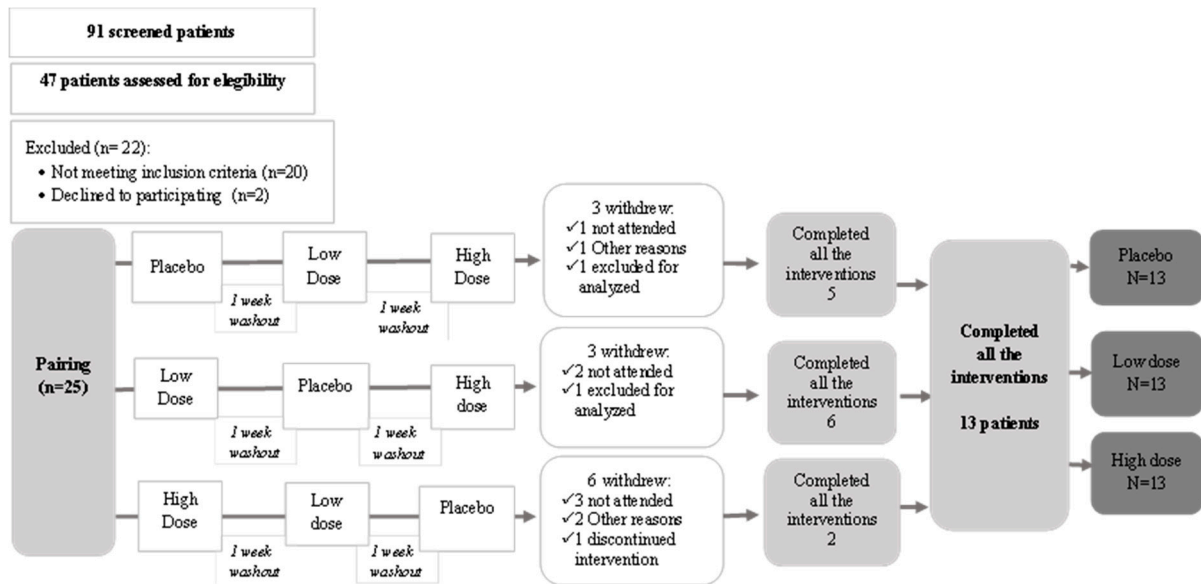 91 screened patients
47 patients assessed for elegibility
Excluded (n= 22):
• Not meeting inclusion criteria (n=20)
• Declined to participating (n=2)
Pairing
(n=25)
Placebo
1 week
washout
Low
Dose
1 week
washout
High
Dose
3 withdrew:
✓1 not attended
✓1 Other reasons
✓1 excluded for
analyzed
Completed
all the
interventions
5
Low
Dose
1 week
washout
Placebo
1 week
washout
High
dose
3 withdrew:
✓2 not attended
✓1 excluded for
analyzed
Completed
all the
interventions
6
High
Dose
1 week
washout
Low
dose
1 week
washout
Placebo
6 withdrew:
✓3 not attended
✓2 Other reasons
✓1 discontinued
intervention
Completed
all the
interventions
2
Completed
all the
interventions
13 patients
Placebo
N=13
Low dose
N=13
High dose
N=13